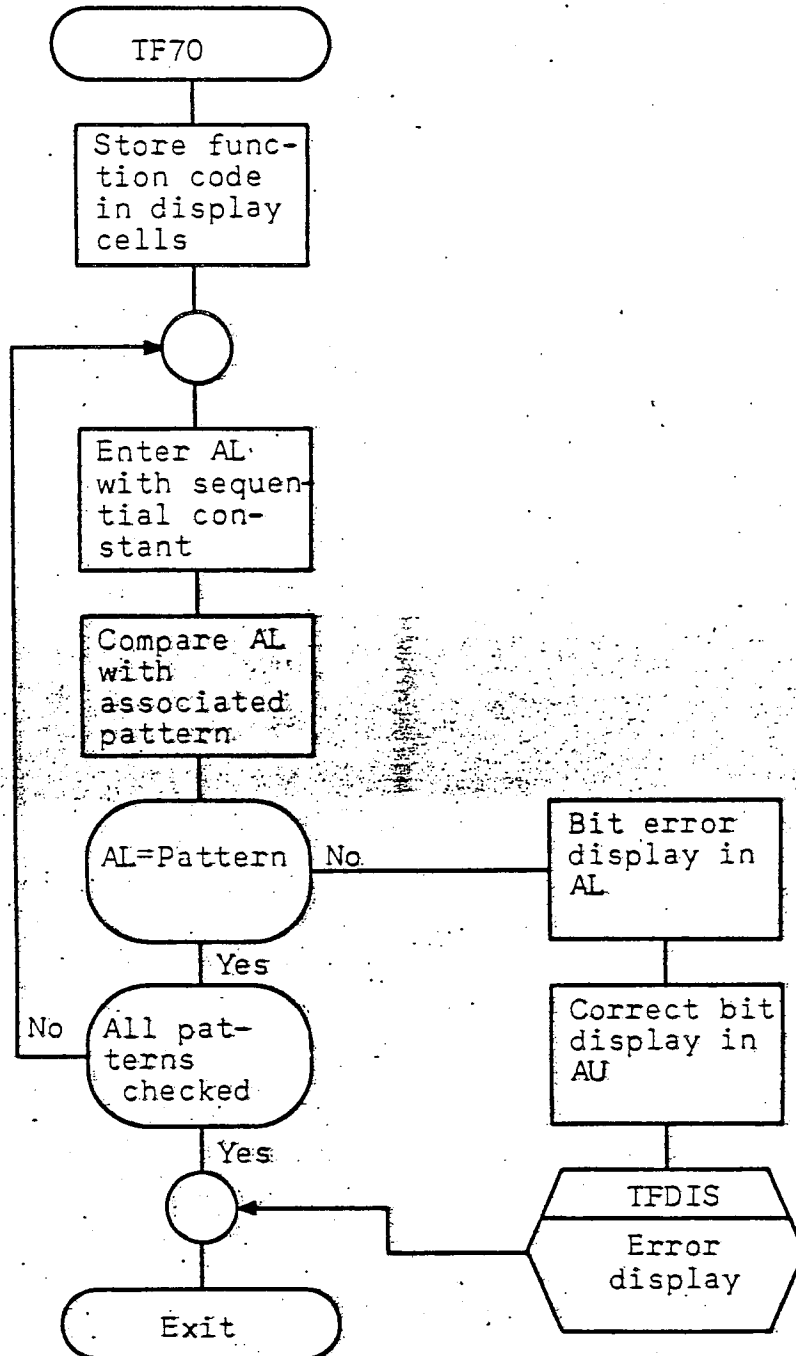 TF70
Store func-
tion code
in display
cells
Enter AL
with sequen-
tial con-
stant
Compare AL
with
associated
pattern
AL=Pattern
No
Bit error
display in
AL
Yes
Correct bit
display in
AU
No
All pat-
terns
checked
Yes
TFDIS
Error
display
Exit